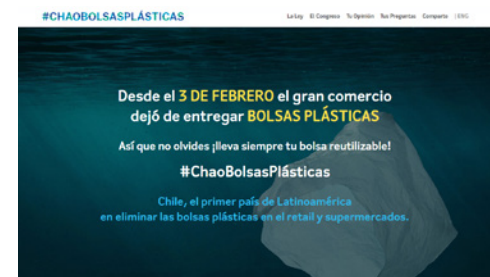 #CHAOBOLSASPLÁSTICAS
La Ley El Congreso Tu Opinión Tus Preguntas Comparte | ENG
Desde el 3 DE FEBRERO el gran comercio
dejó de entregar BOLSAS PLÁSTICAS
Así que no olvides ¡lleva siempre tu bolsa reutilizable!
#ChaoBolsasPlásticas
Chile, el primer país de Latinoamérica
en eliminar las bolsas plásticas en el retail y supermercados.